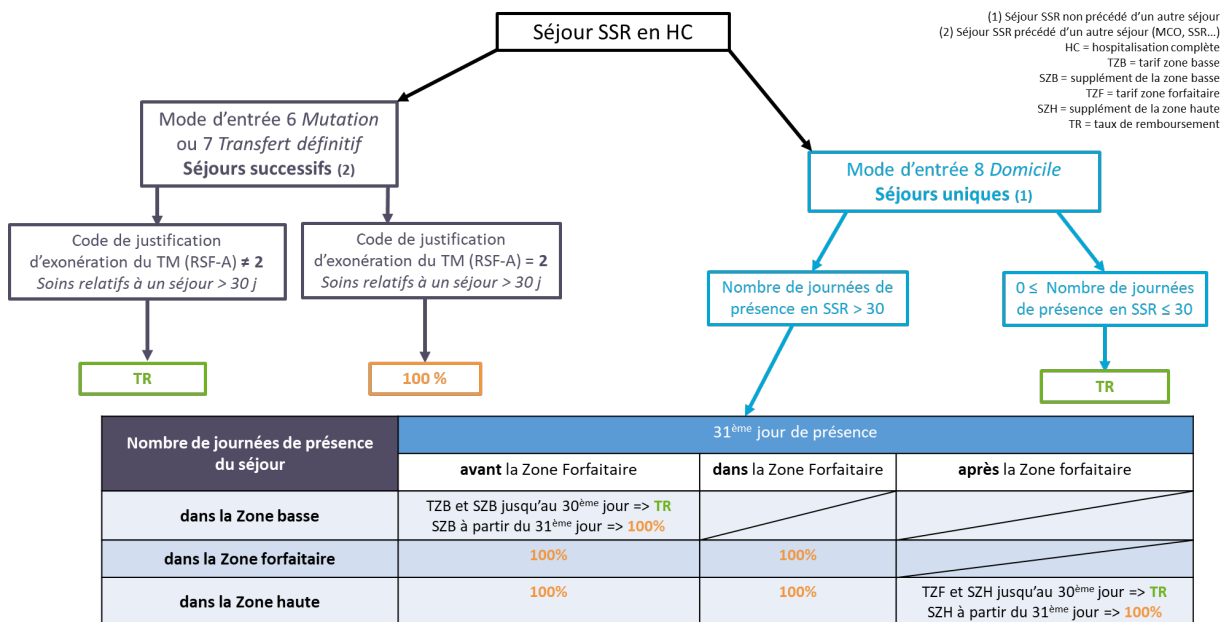 Séjour SSR en HC
(1) Séjour SSR non précédé d'un autre séjour
(2) Séjour SSR précédé d'un autre séjour (MCO, SSR…)
HC = hospitalisation complète
TZB = tarif zone basse
SZB = supplément de la zone basse
TZF = tarif zone forfaitaire
SZH = supplément de la zone haute
TR = taux de remboursement
Mode d'entrée 6 Mutation
ou 7 Transfert définitif
Séjours successifs (2)
Mode d'entrée 8 Domicile
Séjours uniques (1)
Code de justification
d'exonération du TM (RSF-A) ≠ 2
Soins relatifs à un séjour > 30 j
Code de justification
d'exonération du TM (RSF-A) = 2
Soins relatifs à un séjour > 30 j
Nombre de journées de
présence en SSR > 30
0 ≤ Nombre de journées
de présence en SSR ≤ 30
TR
100 %
TR
Nombre de journées de présence
du séjour
31ème jour de présence
avant la Zone Forfaitaire
dans la Zone Forfaitaire
après la Zone forfaitaire
dans la Zone basse
TZB et SZB jusqu'au 30ème jour => TR
SZB à partir du 31ème jour => 100%
dans la Zone forfaitaire
100%
100%
dans la Zone haute
100%
100%
TZF et SZH jusqu'au 30ème jour => TR
SZH à partir du 31ème jour => 100%